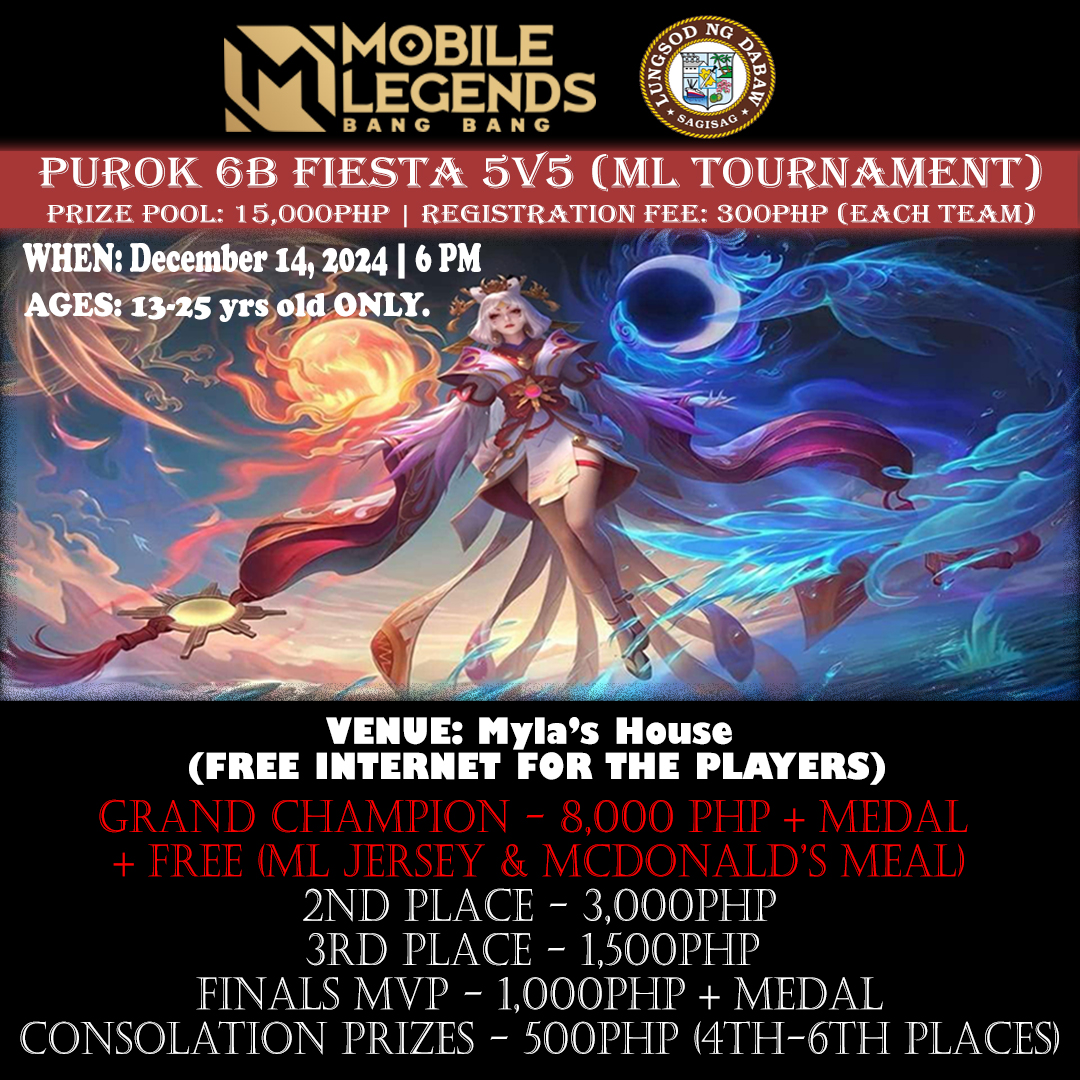 MOBILE
LEGENDS
BANG BANG
LUNGSOD NG DABAW
SAGISAG
PUROK 6B FIESTA 5V5 (ML TOURNAMENT)
PRIZE POOL: 15,000PHP | REGISTRATION FEE: 300PHP (EACH TEAM)
WHEN: December 14, 2024 | 6 PM
AGES: 13-25 yrs old ONLY.
VENUE: Myla's House
(FREE INTERNET FOR THE PLAYERS)
GRAND CHAMPION - 8,000 PHP + MEDAL
+ FREE (ML JERSEY & MCDONALD'S MEAL)
2ND PLACE - 3,000PHP
3RD PLACE - 1,500PHP
FINALS MVP - 1,000PHP + MEDAL
CONSOLATION PRIZES - 500PHP (4TH-6TH PLACES)